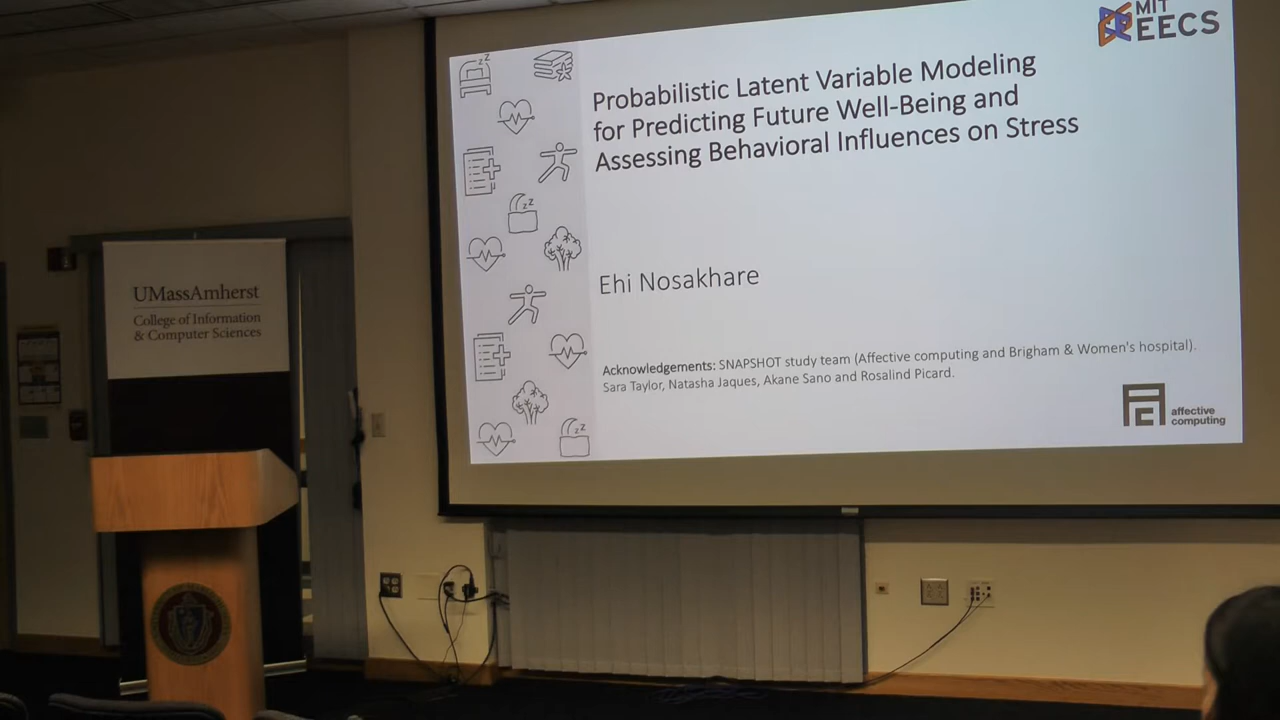 UMassAmherst
College of Information
& Computer Sciences
MIT
EECS
Probabilistic Latent Variable Modeling
for Predicting Future Well-Being and
Assessing Behavioral Influences on Stress
Ehi Nosakhare
Acknowledgements: SNAPSHOT study team (Affective computing and Brigham & Women's hospital).
Sara Taylor, Natasha Jaques, Akane Sano and Rosalind Picard.
affective
computing